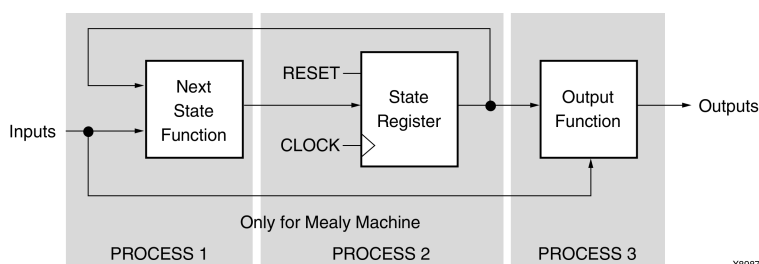 Inputs
Next
State
Function
RESET
CLOCK
State
Register
Output
Function
Outputs
Only for Mealy Machine
PROCESS 1
PROCESS 2
PROCESS 3